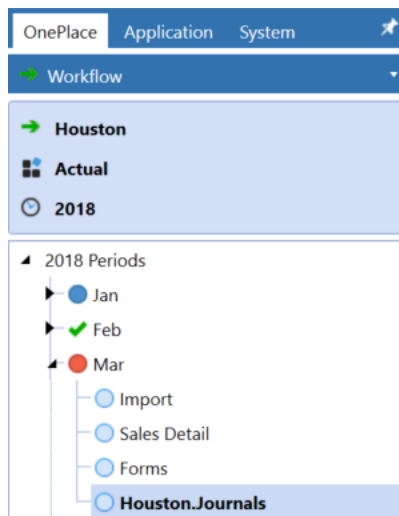 OnePlace Application System
Workflow
Houston
Actual
2018
2018 Periods
Jan
Feb
Mar
Import
Sales Detail
Forms
Houston.Journals